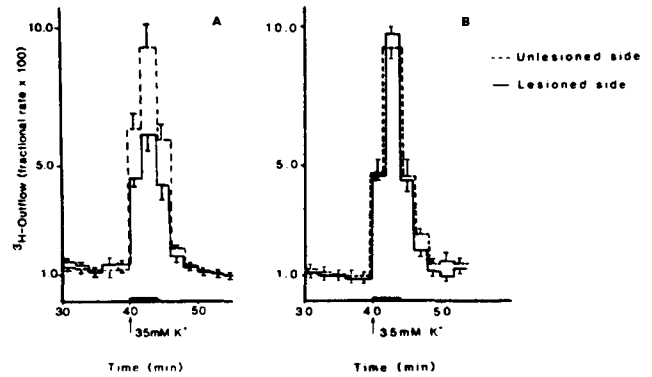 A
B
10.0
5.0
1.0
³H-Outflow (fractional rate x 100)
30
40
50
35mM K⁺
Time (min)
10.0
5.0
1.0
30
40
50
35mM K⁺
Time (min)
Unlesioned side
Lesioned side